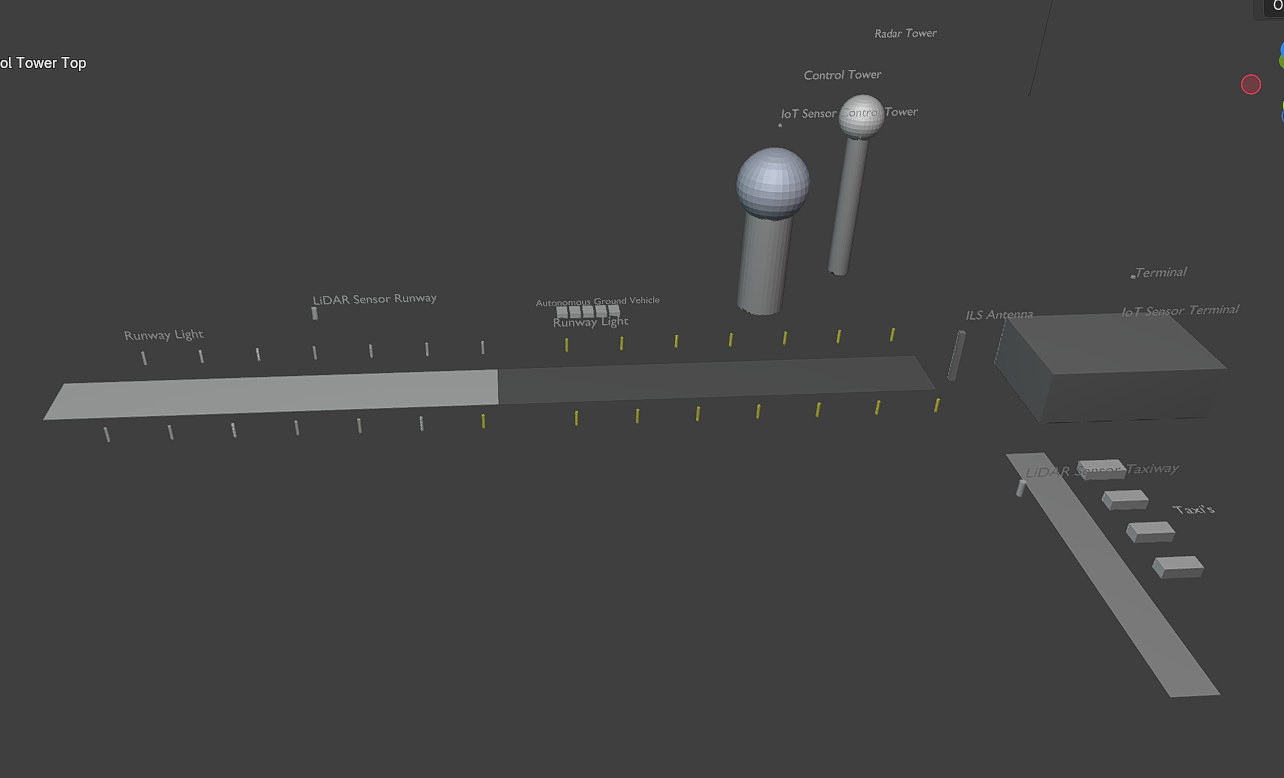 O
Radar Tower
ol Tower Top
Control Tower
IoT Sensor Control Tower
Terminal
LiDAR Sensor Runway
Autonomous Ground Vehicle
IoT Sensor Terminal
ILS Antenna
Runway Light
Runway Light
LiDAR Sensor Taxiway
Taxi's